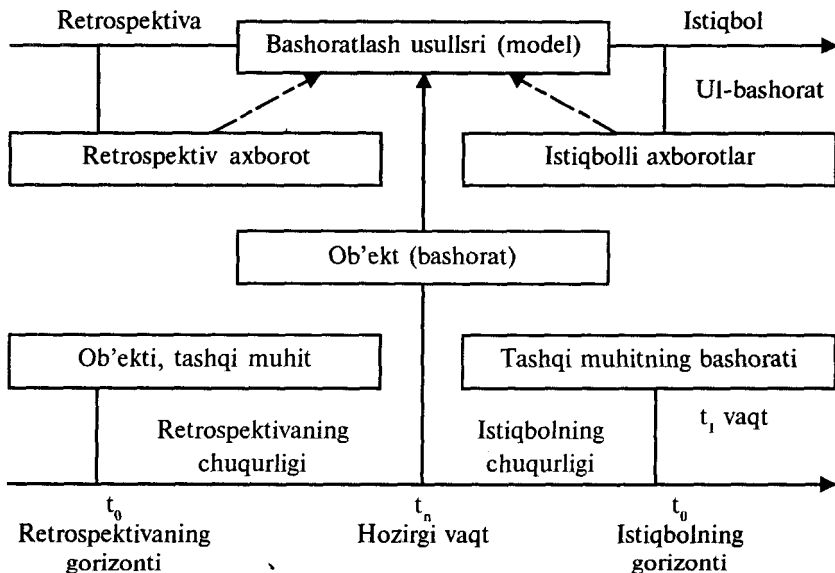 Retrospektiva
Bashoratlash usullsri (model)
Istiqbol
Ul-bashorat
Retrospektiv axborot
Istiqbolli axborotlar
Ob'ekt (bashorat)
Ob'ekti, tashqi muhit
Tashqi muhitning bashorati
t₁ vaqt
Retrospektivaning
chuqurligi
Istiqbolning
chuqurligi
t₀
tₙ
t₀
Retrospektivaning
gorizonti
Hozirgi vaqt
Istiqbolning
gorizonti